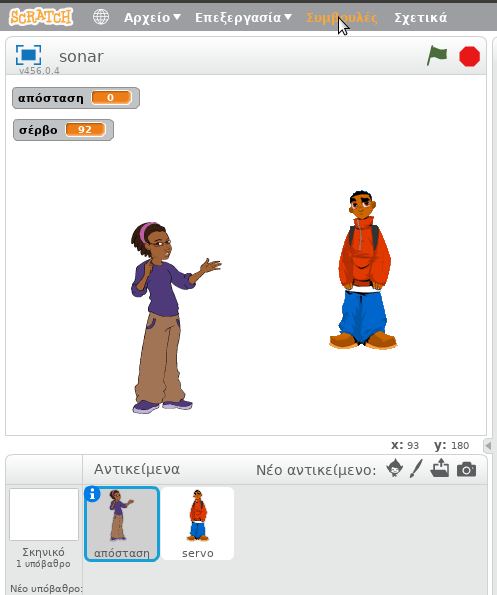 SCRATCH Αρχείο Επεξεργασία Συμβουλές Σχετικά
sonar
v456.0.4
απόσταση 0
σέρβο 92
x: 93 y: 180
Αντικείμενα Νέο αντικείμενο:
απόσταση servo
Σκηνικό
1 υπόβαθρο
Νέο υπόβαθρο: